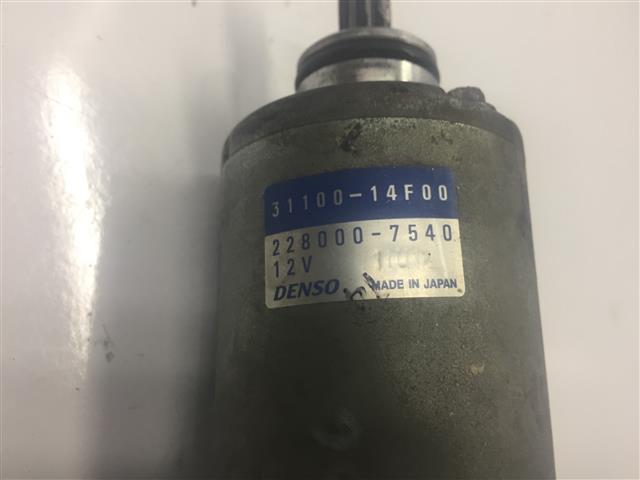 31100-14F00
228000-7540
12V
DENSO MADE IN JAPAN